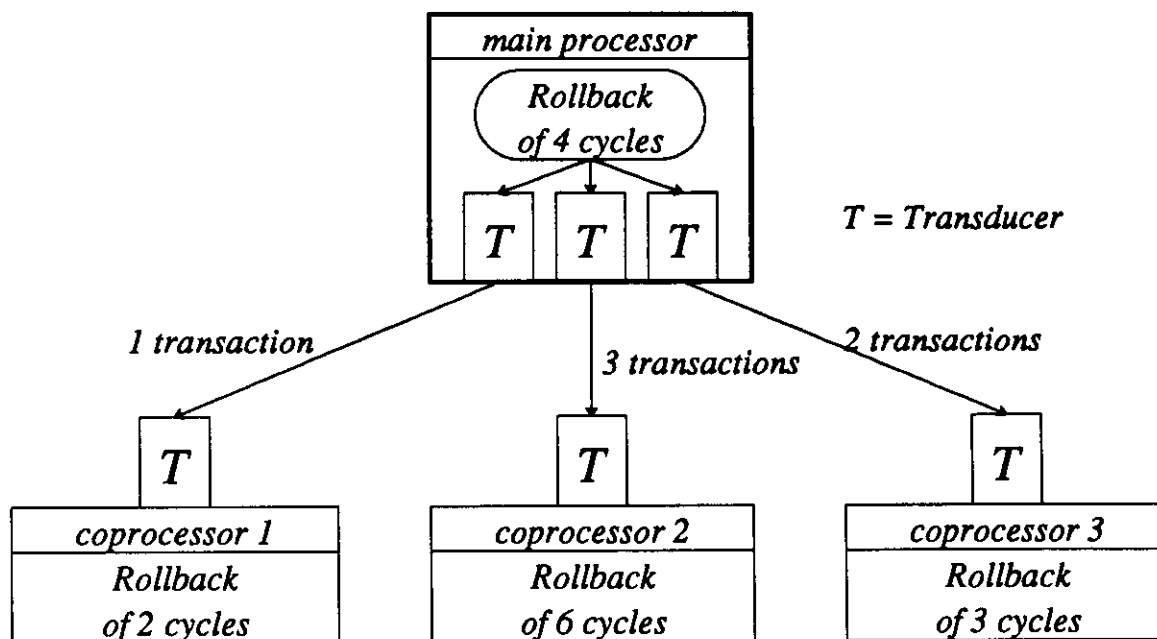 main processor
Rollback
of 4 cycles
T T T
T = Transducer
1 transaction
3 transactions
2 transactions
T T T
coprocessor 1
Rollback
of 2 cycles
coprocessor 2
Rollback
of 6 cycles
coprocessor 3
Rollback
of 3 cycles